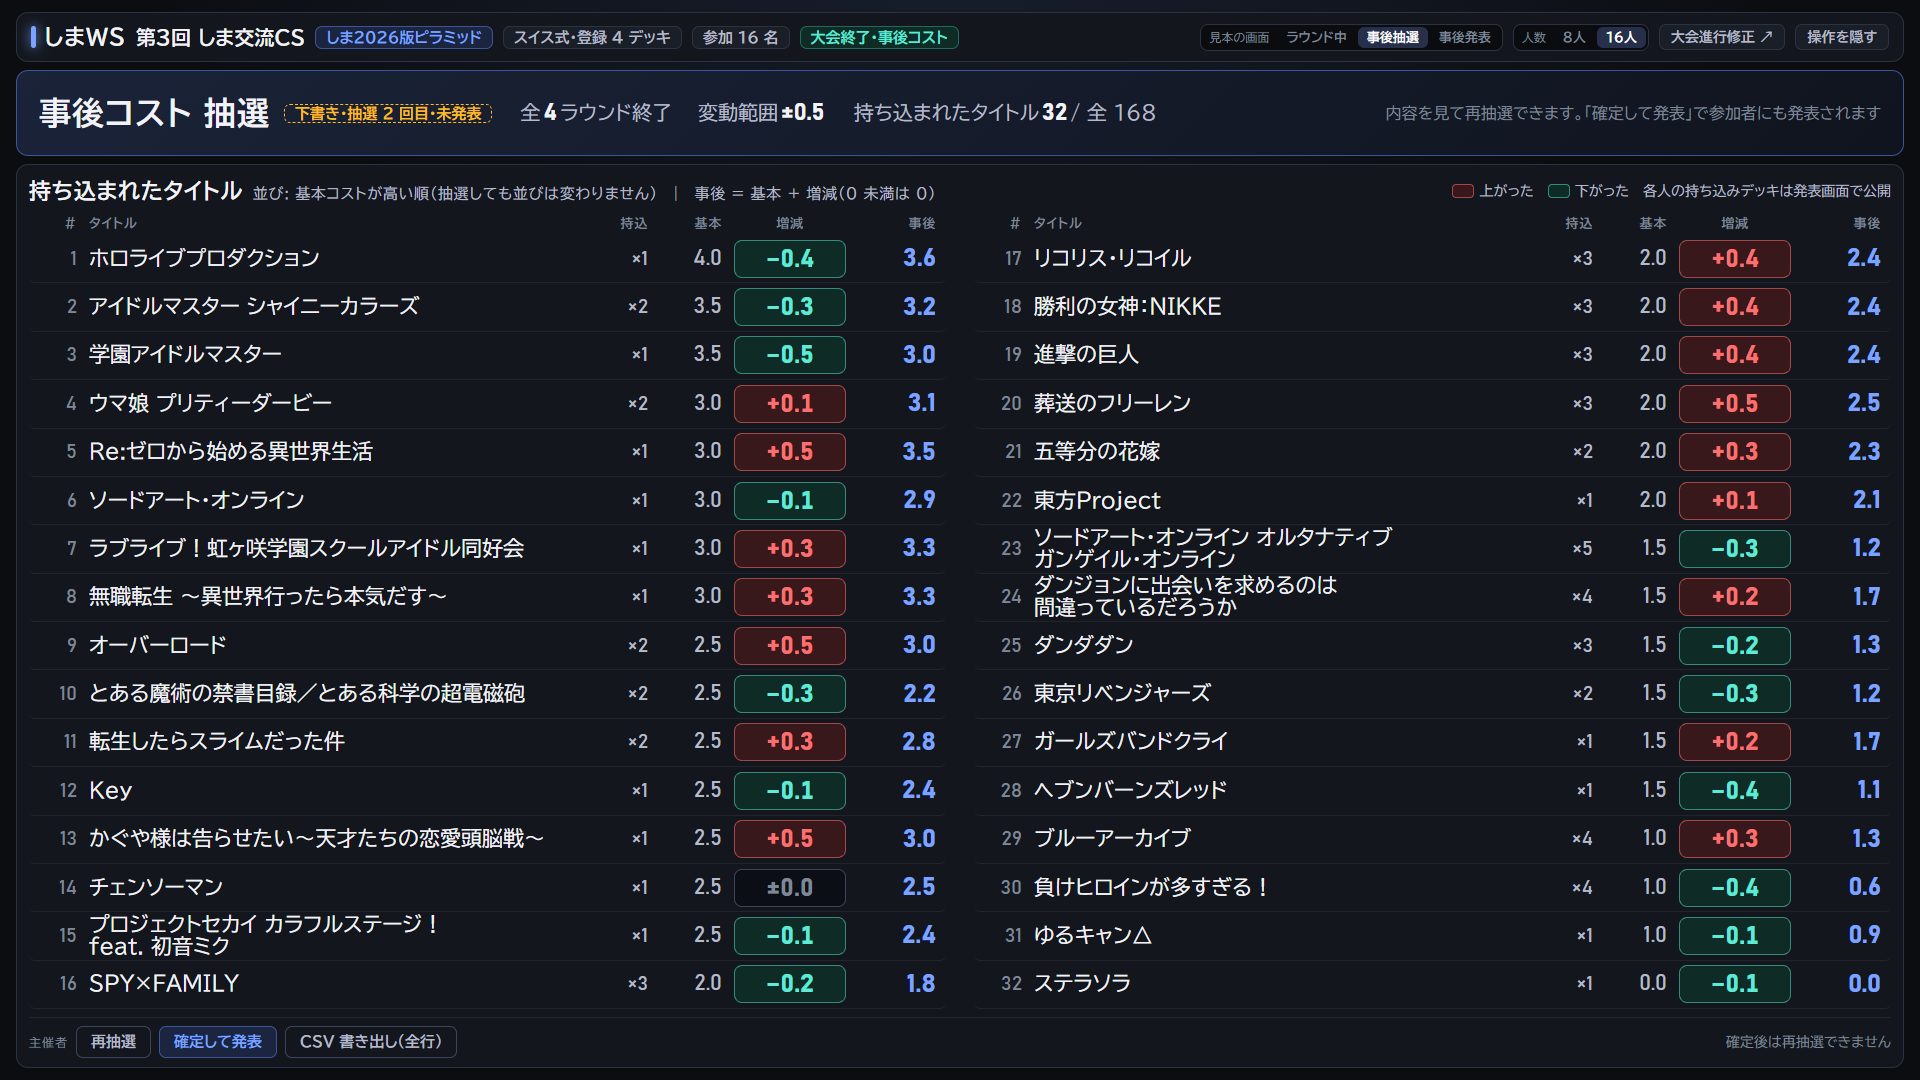 しまWS 第3回 しま交流CS しま2026版ピラミッド スイス式・登録 4 デッキ 参加 16 名 大会終了・事後コスト 見本の画面 ラウンド中 事後抽選 事後発表 人数 8人 16人 大会進行修正 ↗ 操作を隠す
事後コスト 抽選 下書き・抽選 2 回目・未発表 全 4 ラウンド終了 変動範囲 ±0.5 持ち込まれたタイトル 32 / 全 168 内容を見て再抽選できます。「確定して発表」で参加者にも発表されます
持ち込まれたタイトル 並び: 基本コストが高い順（抽選しても並びは変わりません） | 事後 = 基本 + 増減（0 未満は 0） 上がった 下がった 各人の持ち込みデッキは発表画面で公開
# タイトル 持込 基本 増減 事後
1 ホロライブプロダクション ×1 4.0 −0.4 3.6
2 アイドルマスター シャイニーカラーズ ×2 3.5 −0.3 3.2
3 学園アイドルマスター ×1 3.5 −0.5 3.0
4 ウマ娘 プリティーダービー ×2 3.0 +0.1 3.1
5 Re:ゼロから始める異世界生活 ×1 3.0 +0.5 3.5
6 ソードアート・オンライン ×1 3.0 −0.1 2.9
7 ラブライブ！虹ヶ咲学園スクールアイドル同好会 ×1 3.0 +0.3 3.3
8 無職転生 ～異世界行ったら本気だす～ ×1 3.0 +0.3 3.3
9 オーバーロード ×2 2.5 +0.5 3.0
10 とある魔術の禁書目録／とある科学の超電磁砲 ×2 2.5 −0.3 2.2
11 転生したらスライムだった件 ×2 2.5 +0.3 2.8
12 Key ×1 2.5 −0.1 2.4
13 かぐや様は告らせたい～天才たちの恋愛頭脳戦～ ×1 2.5 +0.5 3.0
14 チェンソーマン ×1 2.5 ±0.0 2.5
15 プロジェクトセカイ カラフルステージ！
feat. 初音ミク ×1 2.5 −0.1 2.4
16 SPY×FAMILY ×3 2.0 −0.2 1.8
# タイトル 持込 基本 増減 事後
17 リコリス・リコイル ×3 2.0 +0.4 2.4
18 勝利の女神：NIKKE ×3 2.0 +0.4 2.4
19 進撃の巨人 ×3 2.0 +0.4 2.4
20 葬送のフリーレン ×3 2.0 +0.5 2.5
21 五等分の花嫁 ×2 2.0 +0.3 2.3
22 東方Project ×1 2.0 +0.1 2.1
23 ソードアート・オンライン オルタナティブ
ガンゲイル・オンライン ×5 1.5 −0.3 1.2
24 ダンジョンに出会いを求めるのは
間違っているだろうか ×4 1.5 +0.2 1.7
25 ダンダダン ×3 1.5 −0.2 1.3
26 東京リベンジャーズ ×2 1.5 −0.3 1.2
27 ガールズバンドクライ ×1 1.5 +0.2 1.7
28 ヘブンバーンズレッド ×1 1.5 −0.4 1.1
29 ブルーアーカイブ ×4 1.0 +0.3 1.3
30 負けヒロインが多すぎる！ ×4 1.0 −0.4 0.6
31 ゆるキャン△ ×1 1.0 −0.1 0.9
32 ステラソラ ×1 0.0 −0.1 0.0
主催者 再抽選 確定して発表 CSV 書き出し（全行） 確定後は再抽選できません